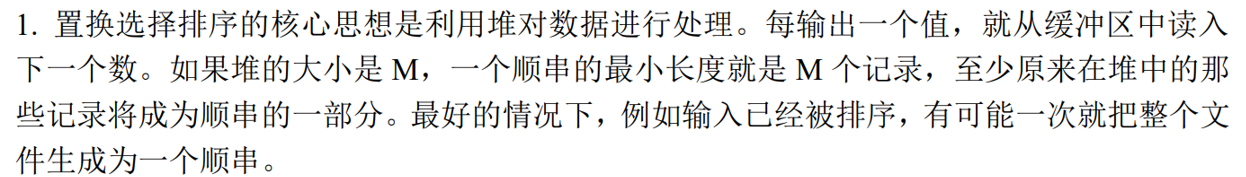 1. 置换选择排序的核心思想是利用堆对数据进行处理。每输出一个值，就从缓冲区中读入
下一个数。如果堆的大小是 M，一个顺串的最小长度就是 M 个记录，至少原来在堆中的那
些记录将成为顺串的一部分。最好的情况下，例如输入已经被排序，有可能一次就把整个文
件生成为一个顺串。